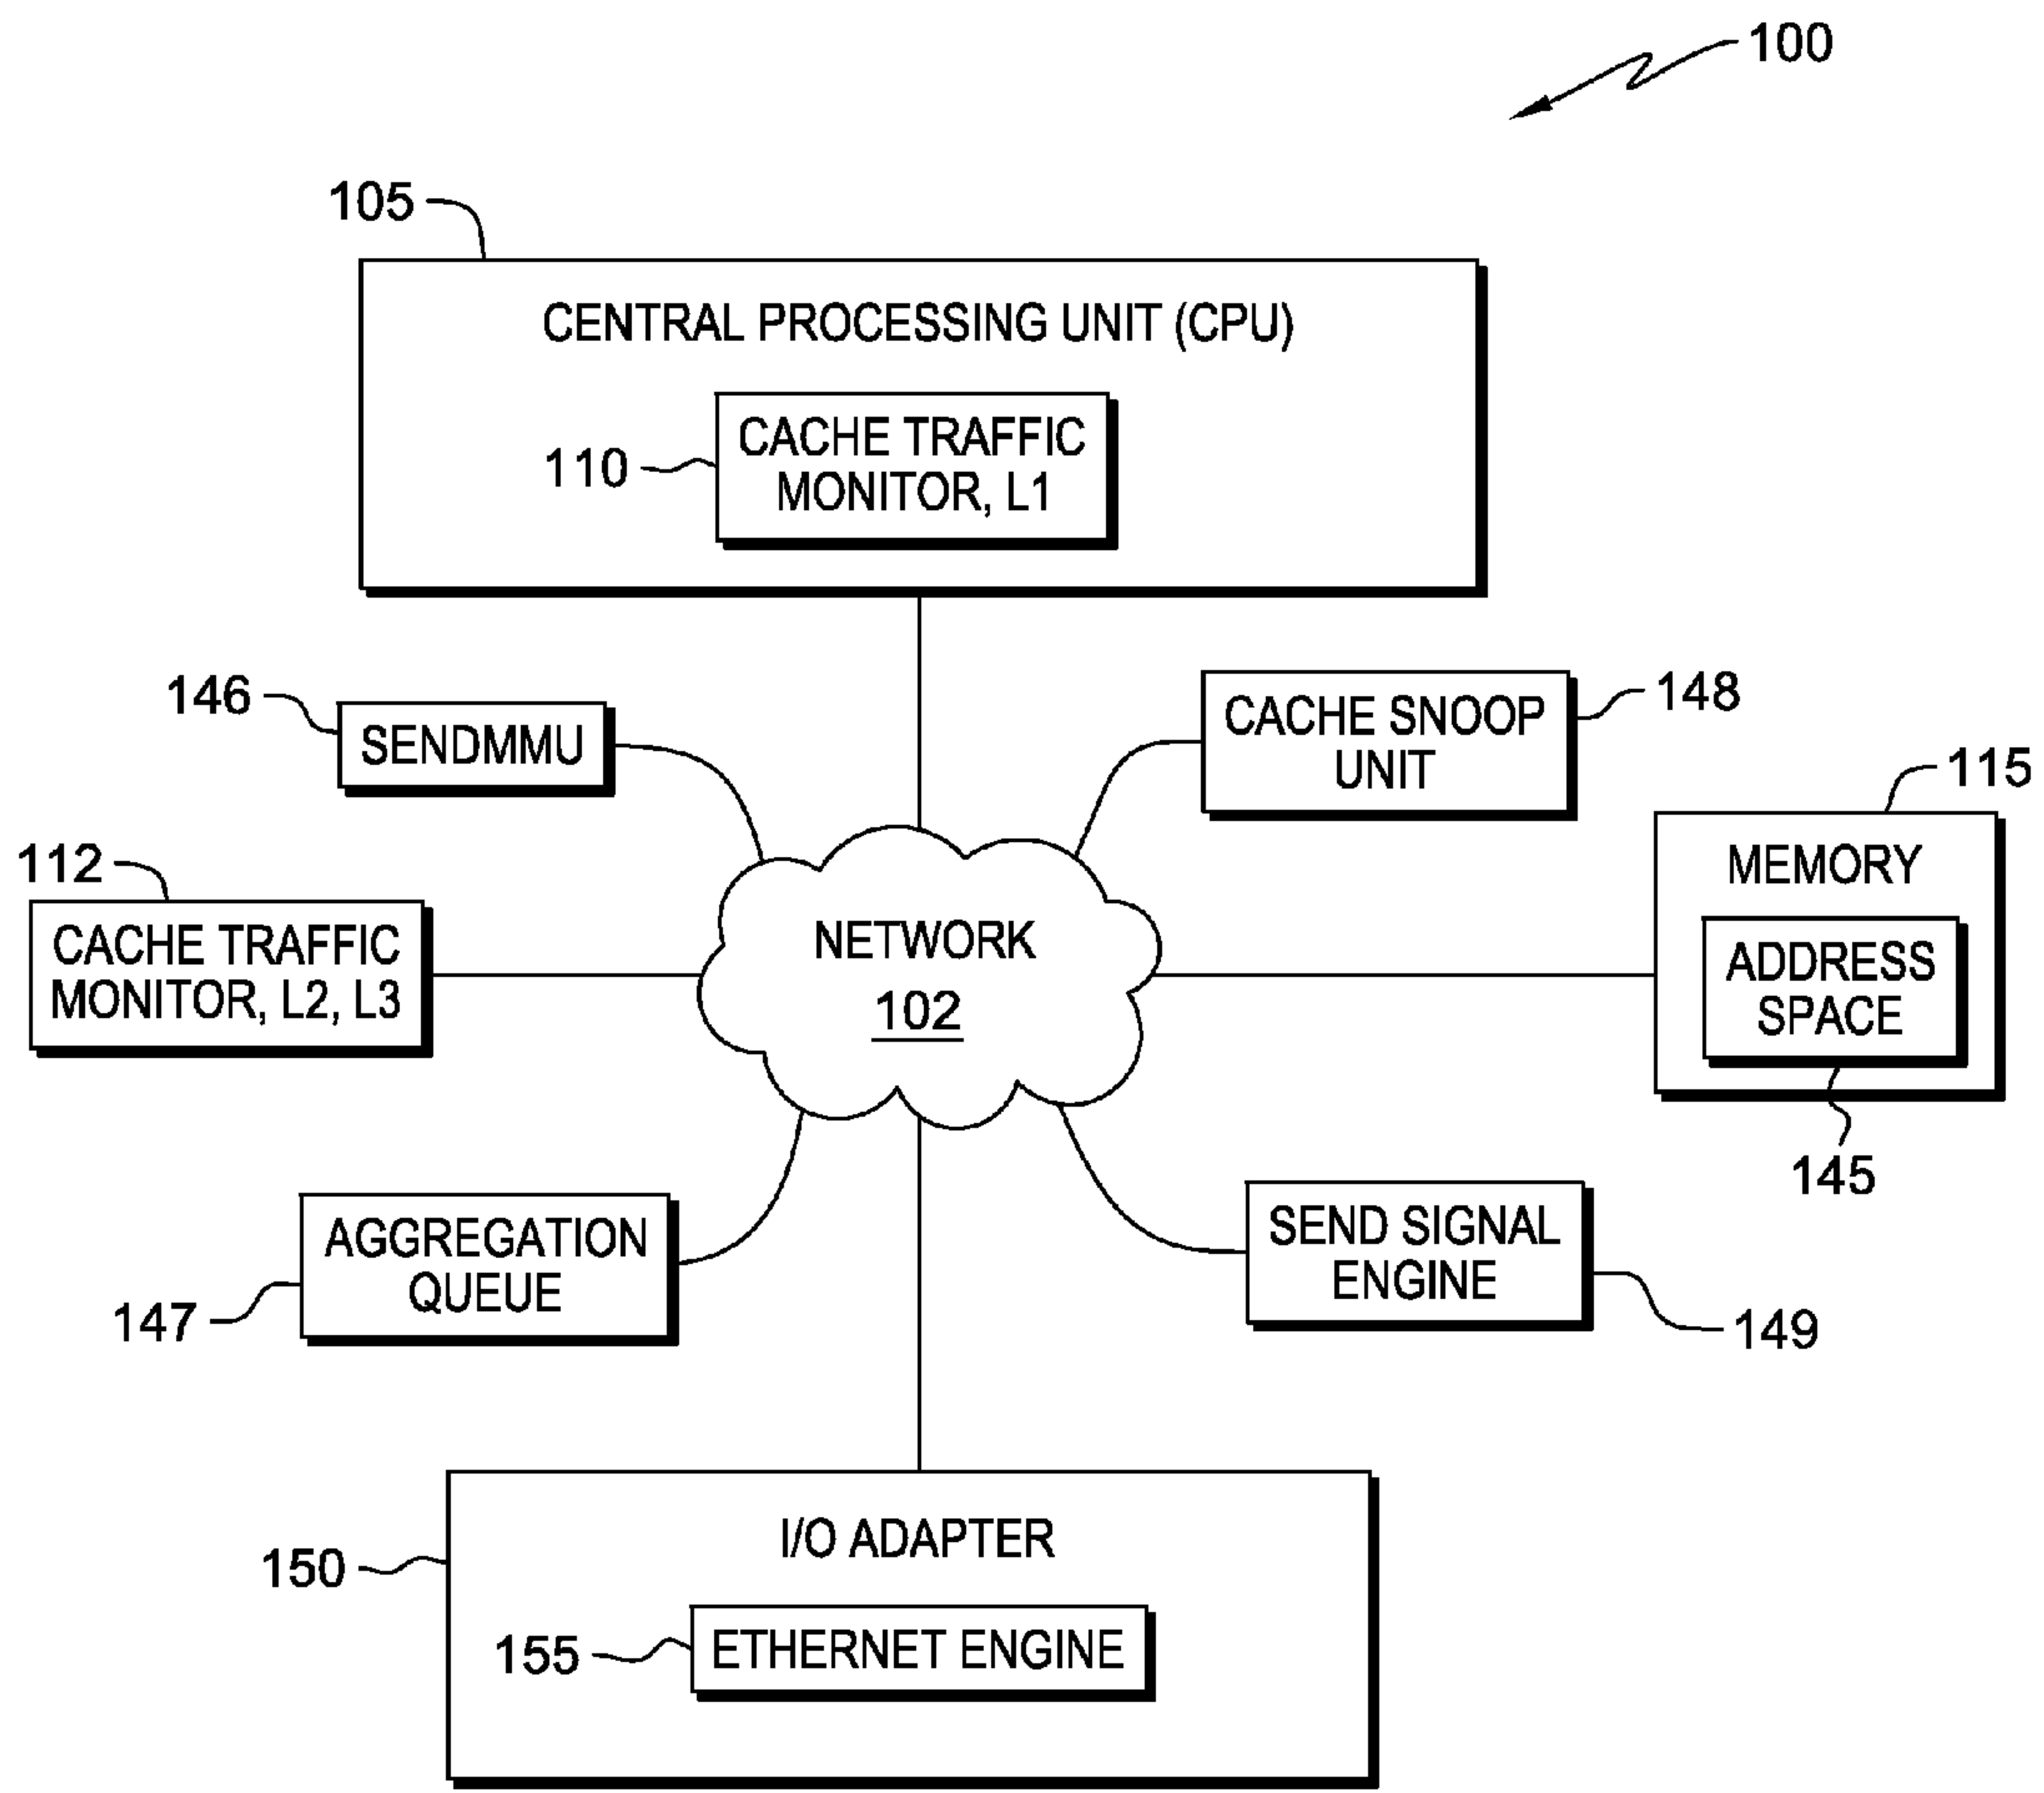 100
105
CENTRAL PROCESSING UNIT (CPU)
110
CACHE TRAFFIC
MONITOR, L1
146
SENDMMU
CACHE SNOOP
UNIT
148
115
MEMORY
ADDRESS
SPACE
145
112
CACHE TRAFFIC
MONITOR, L2, L3
NETWORK
102
AGGREGATION
QUEUE
147
SEND SIGNAL
ENGINE
149
I/O ADAPTER
150
155
ETHERNET ENGINE